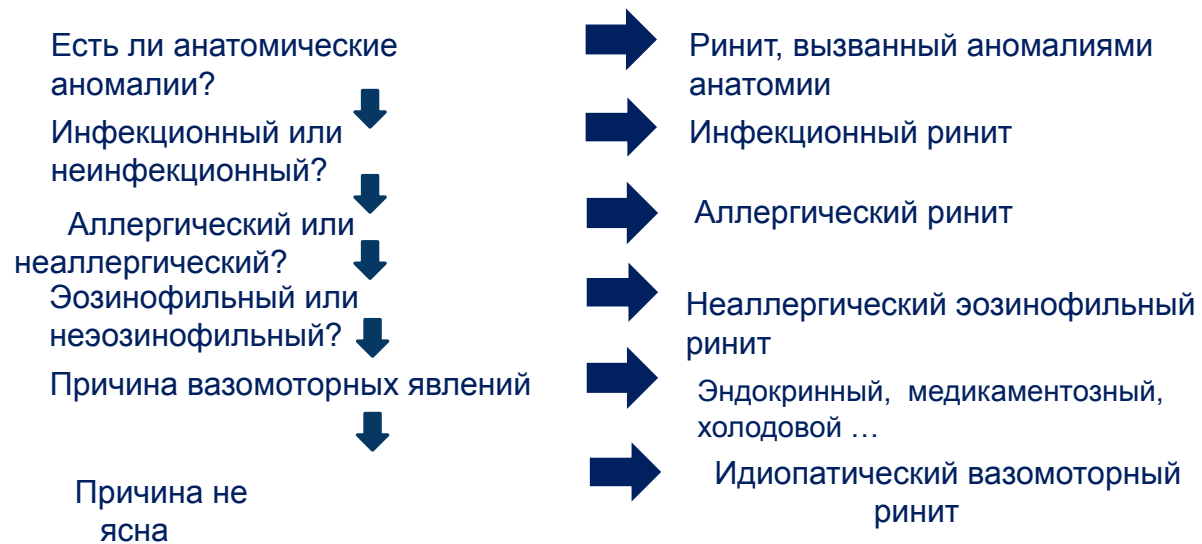 Есть ли анатомические
аномалии?
Ринит, вызванный аномалиями
анатомии
Инфекционный или
неинфекционный?
Инфекционный ринит
Аллергический или
неаллергический?
Аллергический ринит
Эозинофильный или
неэозинофильный?
Неаллергический эозинофильный
ринит
Причина вазомоторных явлений
Эндокринный, медикаментозный,
холодовой …
Причина не
ясна
Идиопатический вазомоторный
ринит